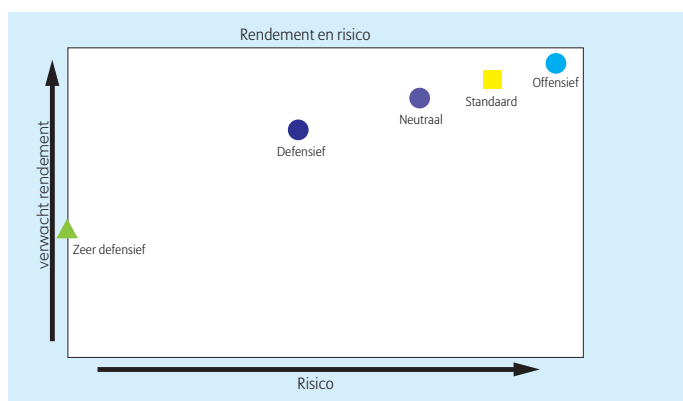 Rendement en risico
verwacht rendement
Offensief
Standaard
Neutraal
Defensief
Zeer defensief
Risico